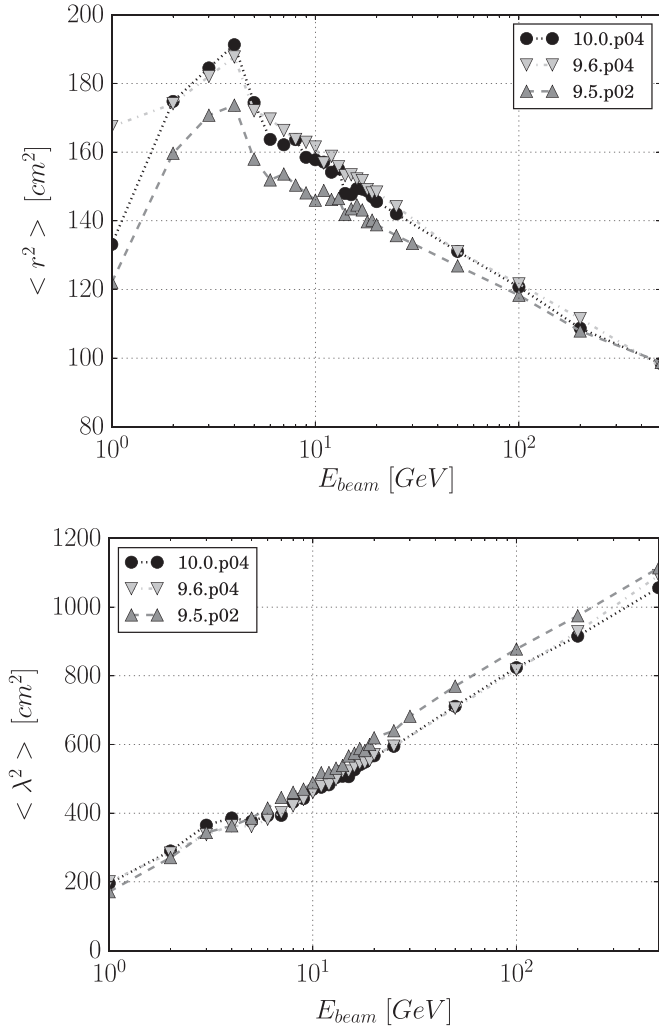 200
180
160
140
120
100
80
< r² > [cm²]
10.0.p04
9.6.p04
9.5.p02
10⁰ 10¹ 10²
E_beam [GeV]
1200
1000
800
600
400
200
0
< λ² > [cm²]
10.0.p04
9.6.p04
9.5.p02
10⁰ 10¹ 10²
E_beam [GeV]